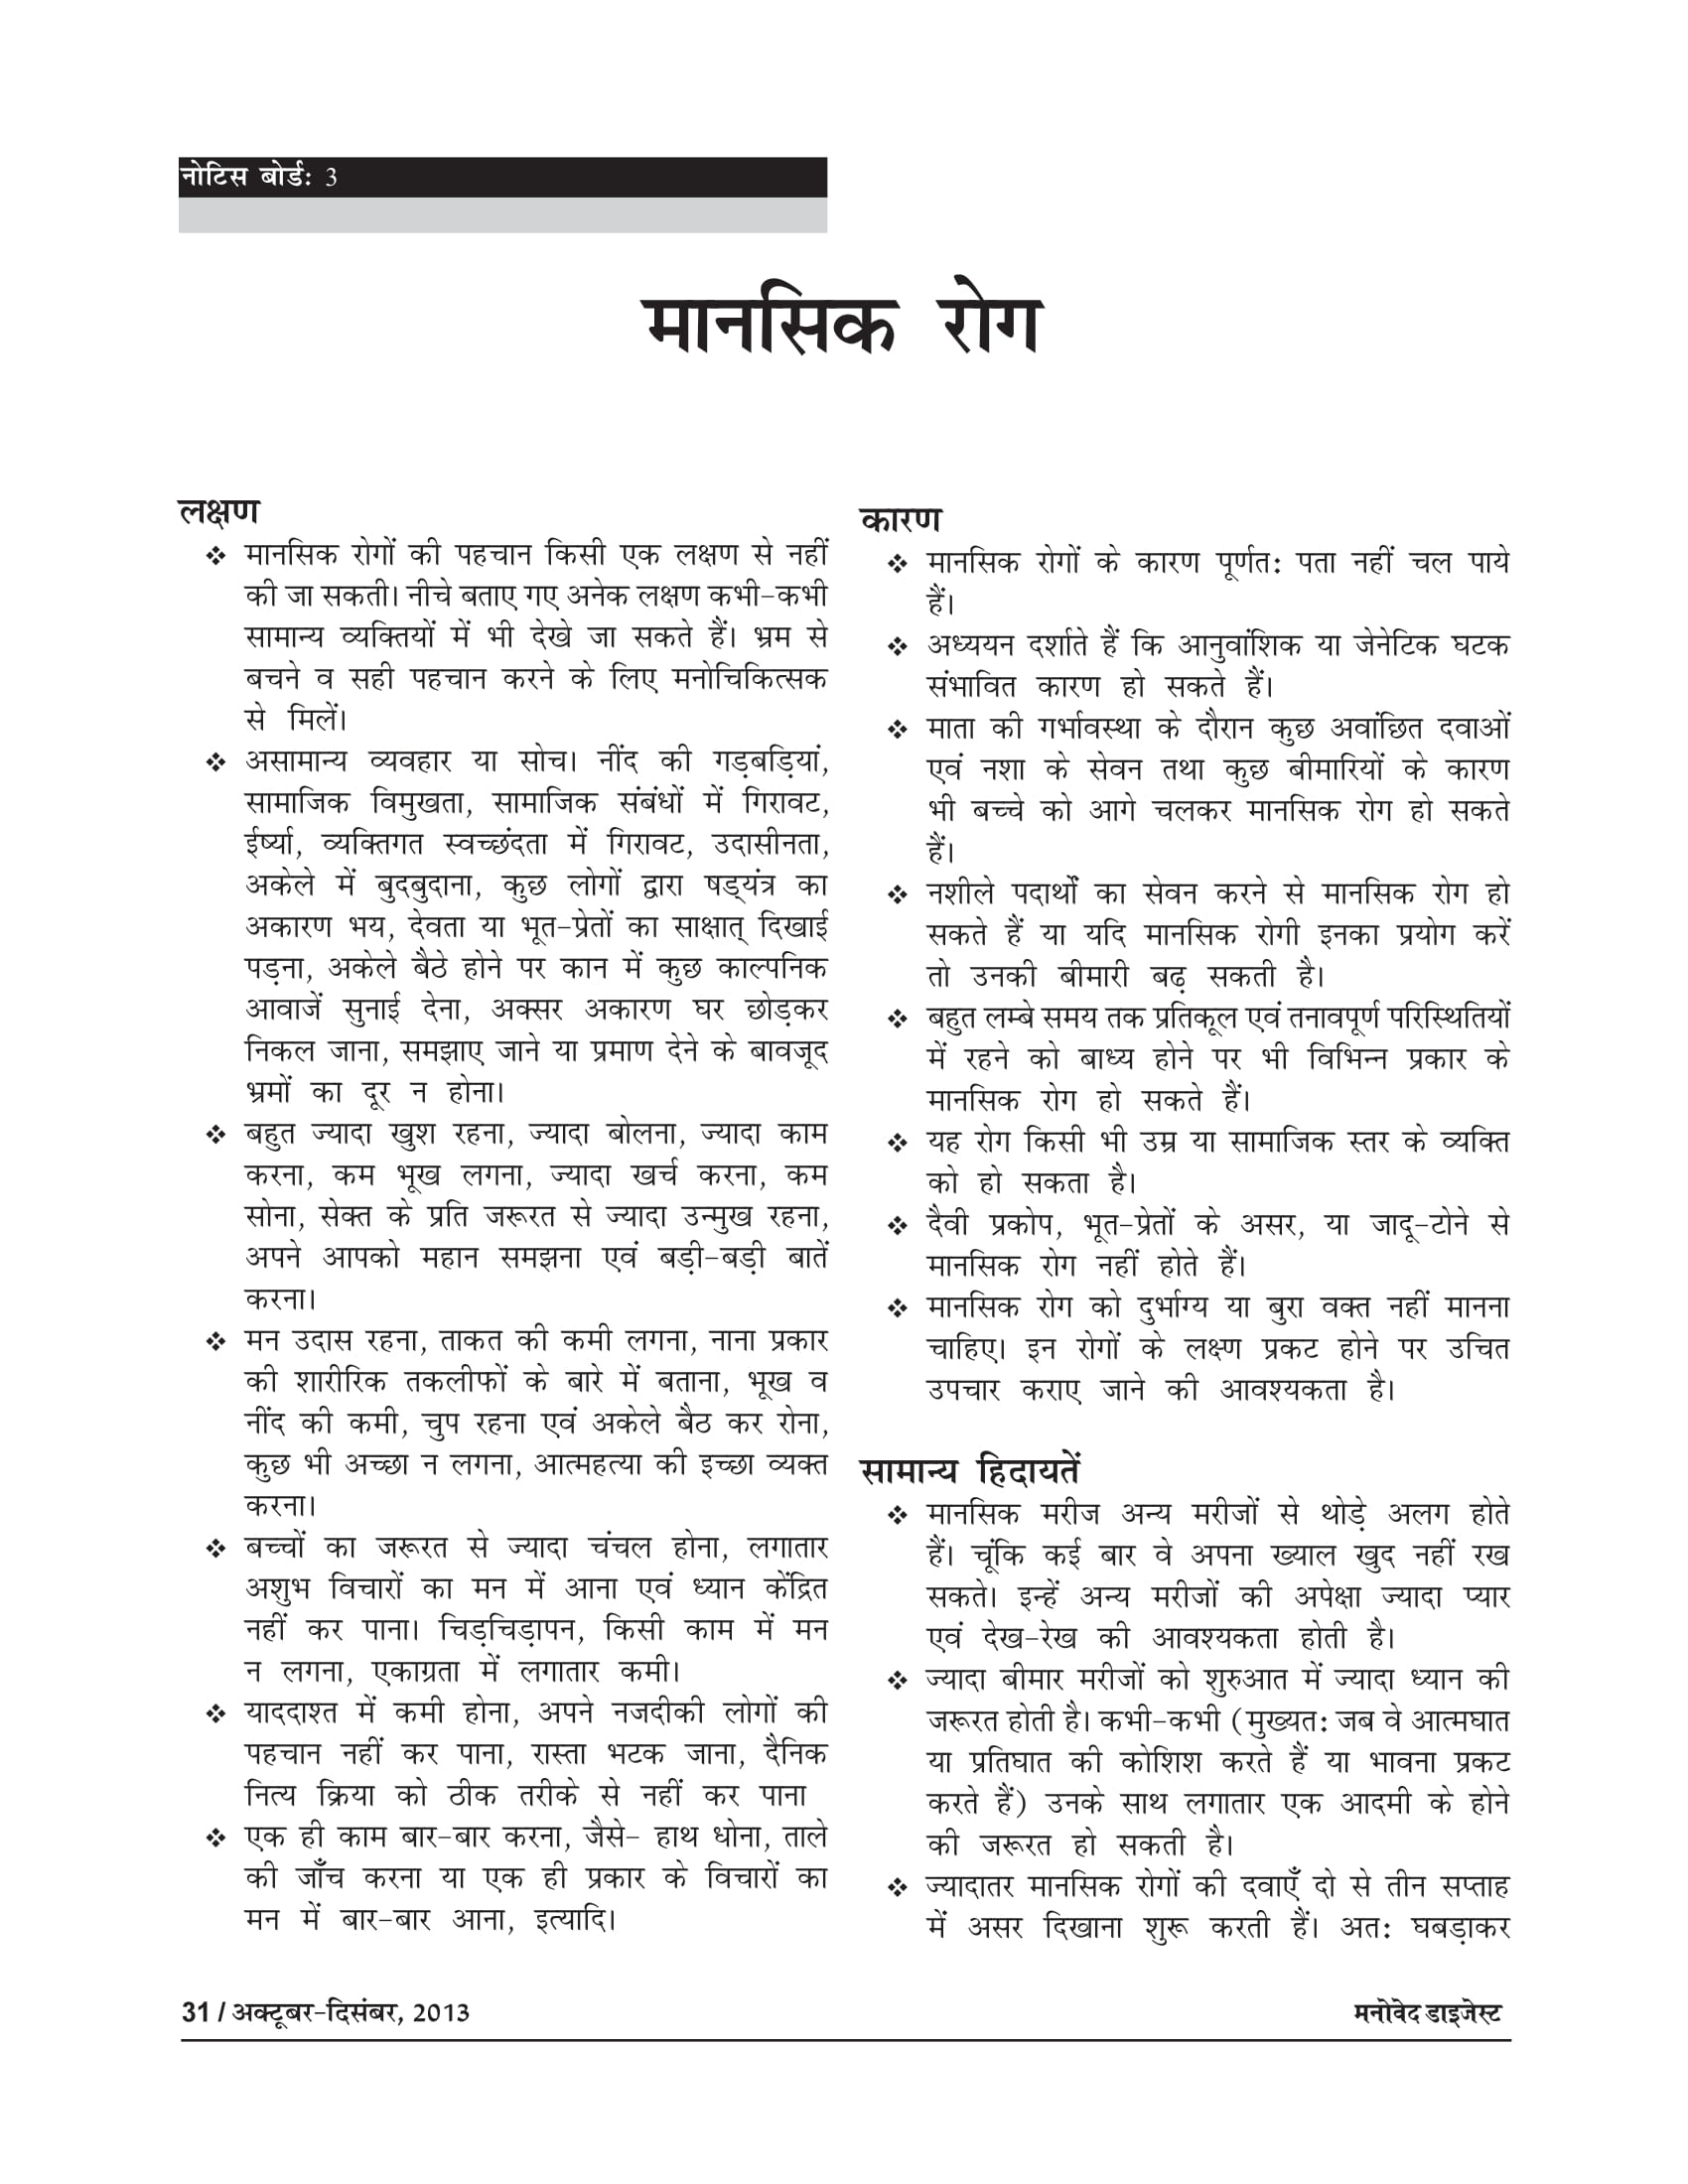 नोटिस बोर्ड: 3
मानसिक रोग
लक्षण
❖ मानसिक रोगों की पहचान किसी एक लक्षण से नहीं
की जा सकती। नीचे बताए गए अनेक लक्षण कभी-कभी
सामान्य व्यक्तियों में भी देखे जा सकते हैं। भ्रम से
बचने व सही पहचान करने के लिए मनोचिकित्सक
से मिलें।
❖ असामान्य व्यवहार या सोच। नींद की गड़बड़ियां,
सामाजिक विमुखता, सामाजिक संबंधों में गिरावट,
ईर्ष्या, व्यक्तिगत स्वच्छंदता में गिरावट, उदासीनता,
अकेले में बुदबुदाना, कुछ लोगों द्वारा षड्यंत्र का
अकारण भय, देवता या भूत-प्रेतों का साक्षात् दिखाई
पड़ना, अकेले बैठे होने पर कान में कुछ काल्पनिक
आवाजें सुनाई देना, अक्सर अकारण घर छोड़कर
निकल जाना, समझाए जाने या प्रमाण देने के बावजूद
भ्रमों का दूर न होना।
❖ बहुत ज्यादा खुश रहना, ज्यादा बोलना, ज्यादा काम
करना, कम भूख लगना, ज्यादा खर्च करना, कम
सोना, सेक्त के प्रति जरूरत से ज्यादा उन्मुख रहना,
अपने आपको महान समझना एवं बड़ी-बड़ी बातें
करना।
❖ मन उदास रहना, ताकत की कमी लगना, नाना प्रकार
की शारीरिक तकलीफों के बारे में बताना, भूख व
नींद की कमी, चुप रहना एवं अकेले बैठ कर रोना,
कुछ भी अच्छा न लगना, आत्महत्या की इच्छा व्यक्त
करना।
❖ बच्चों का जरूरत से ज्यादा चंचल होना, लगातार
अशुभ विचारों का मन में आना एवं ध्यान केंद्रित
नहीं कर पाना। चिड़चिड़ापन, किसी काम में मन
न लगना, एकाग्रता में लगातार कमी।
❖ याददाश्त में कमी होना, अपने नजदीकी लोगों की
पहचान नहीं कर पाना, रास्ता भटक जाना, दैनिक
नित्य क्रिया को ठीक तरीके से नहीं कर पाना
❖ एक ही काम बार-बार करना, जैसे- हाथ धोना, ताले
की जाँच करना या एक ही प्रकार के विचारों का
मन में बार-बार आना, इत्यादि।
कारण
❖ मानसिक रोगों के कारण पूर्णत: पता नहीं चल पाये
हैं।
❖ अध्ययन दर्शाते हैं कि आनुवांशिक या जेनेटिक घटक
संभावित कारण हो सकते हैं।
❖ माता की गर्भावस्था के दौरान कुछ अवांछित दवाओं
एवं नशा के सेवन तथा कुछ बीमारियों के कारण
भी बच्चे को आगे चलकर मानसिक रोग हो सकते
हैं।
❖ नशीले पदार्थों का सेवन करने से मानसिक रोग हो
सकते हैं या यदि मानसिक रोगी इनका प्रयोग करें
तो उनकी बीमारी बढ़ सकती है।
❖ बहुत लम्बे समय तक प्रतिकूल एवं तनावपूर्ण परिस्थितियों
में रहने को बाध्य होने पर भी विभिन्न प्रकार के
मानसिक रोग हो सकते हैं।
❖ यह रोग किसी भी उम्र या सामाजिक स्तर के व्यक्ति
को हो सकता है।
❖ दैवी प्रकोप, भूत-प्रेतों के असर, या जादू-टोने से
मानसिक रोग नहीं होते हैं।
❖ मानसिक रोग को दुर्भाग्य या बुरा वक्त नहीं मानना
चाहिए। इन रोगों के लक्ष्ण प्रकट होने पर उचित
उपचार कराए जाने की आवश्यकता है।
सामान्य हिदायतें
❖ मानसिक मरीज अन्य मरीजों से थोड़े अलग होते
हैं। चूंकि कई बार वे अपना ख्याल खुद नहीं रख
सकते। इन्हें अन्य मरीजों की अपेक्षा ज्यादा प्यार
एवं देख-रेख की आवश्यकता होती है।
❖ ज्यादा बीमार मरीजों को शुरुआत में ज्यादा ध्यान की
जरूरत होती है। कभी-कभी (मुख्यत: जब वे आत्मघात
या प्रतिघात की कोशिश करते हैं या भावना प्रकट
करते हैं) उनके साथ लगातार एक आदमी के होने
की जरूरत हो सकती है।
❖ ज्यादातर मानसिक रोगों की दवाएँ दो से तीन सप्ताह
में असर दिखाना शुरू करती हैं। अत: घबड़ाकर
31 / अक्टूबर-दिसंबर, 2013
मनोवेद डाइजेस्ट